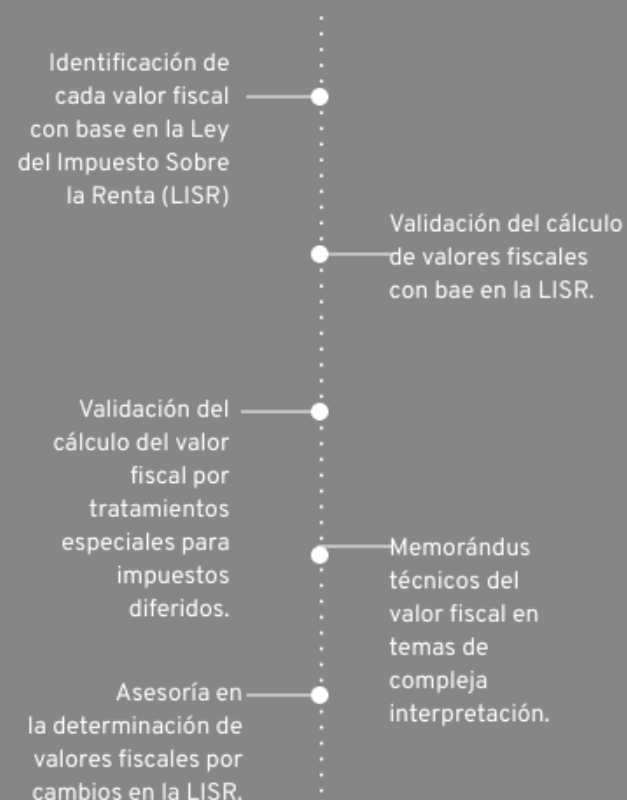 Identificación de
cada valor fiscal
con base en la Ley
del Impuesto Sobre
la Renta (LISR)
Validación del cálculo
de valores fiscales
con bae en la LISR.
Validación del
cálculo del valor
fiscal por
tratamientos
especiales para
impuestos
diferidos.
Memorándus
técnicos del
valor fiscal en
temas de
compleja
interpretación.
Asesoría en
la determinación de
valores fiscales por
cambios en la LISR.